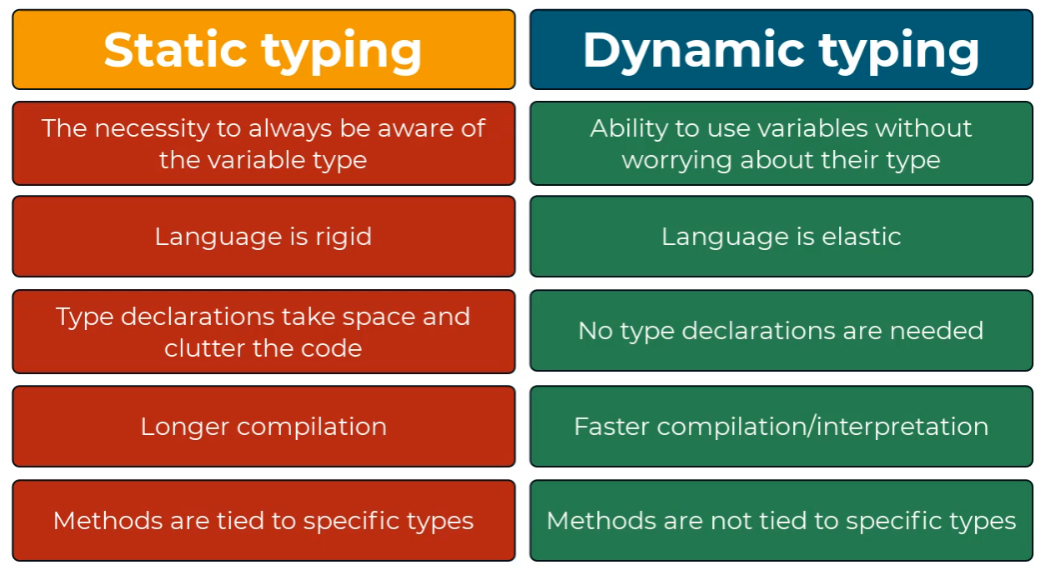 Static typing
Dynamic typing
The necessity to always be aware of
the variable type
Ability to use variables without
worrying about their type
Language is rigid
Language is elastic
Type declarations take space and
clutter the code
No type declarations are needed
Longer compilation
Faster compilation/interpretation
Methods are tied to specific types
Methods are not tied to specific types